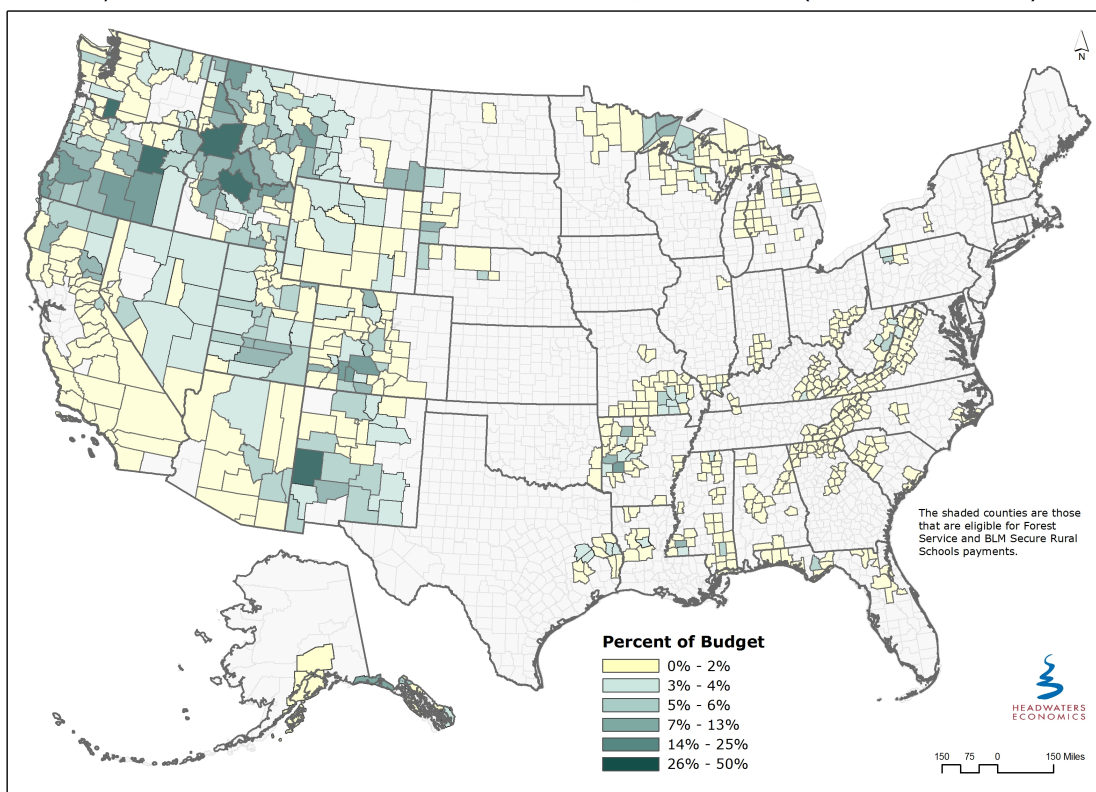 N
The shaded counties are those
that are eligible for Forest
Service and BLM Secure Rural
Schools payments.
Percent of Budget
0% - 2%
3% - 4%
5% - 6%
7% - 13%
14% - 25%
26% - 50%
HEADWATERS
ECONOMICS
150 75 0 150 Miles